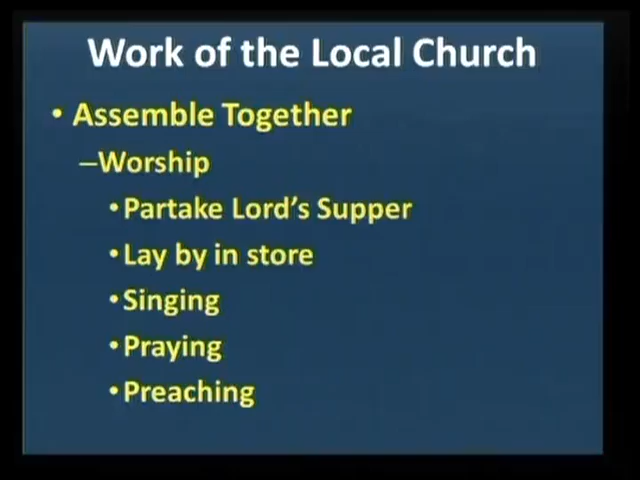 Work of the Local Church
• Assemble Together
–Worship
•Partake Lord's Supper
•Lay by in store
•Singing
•Praying
•Preaching